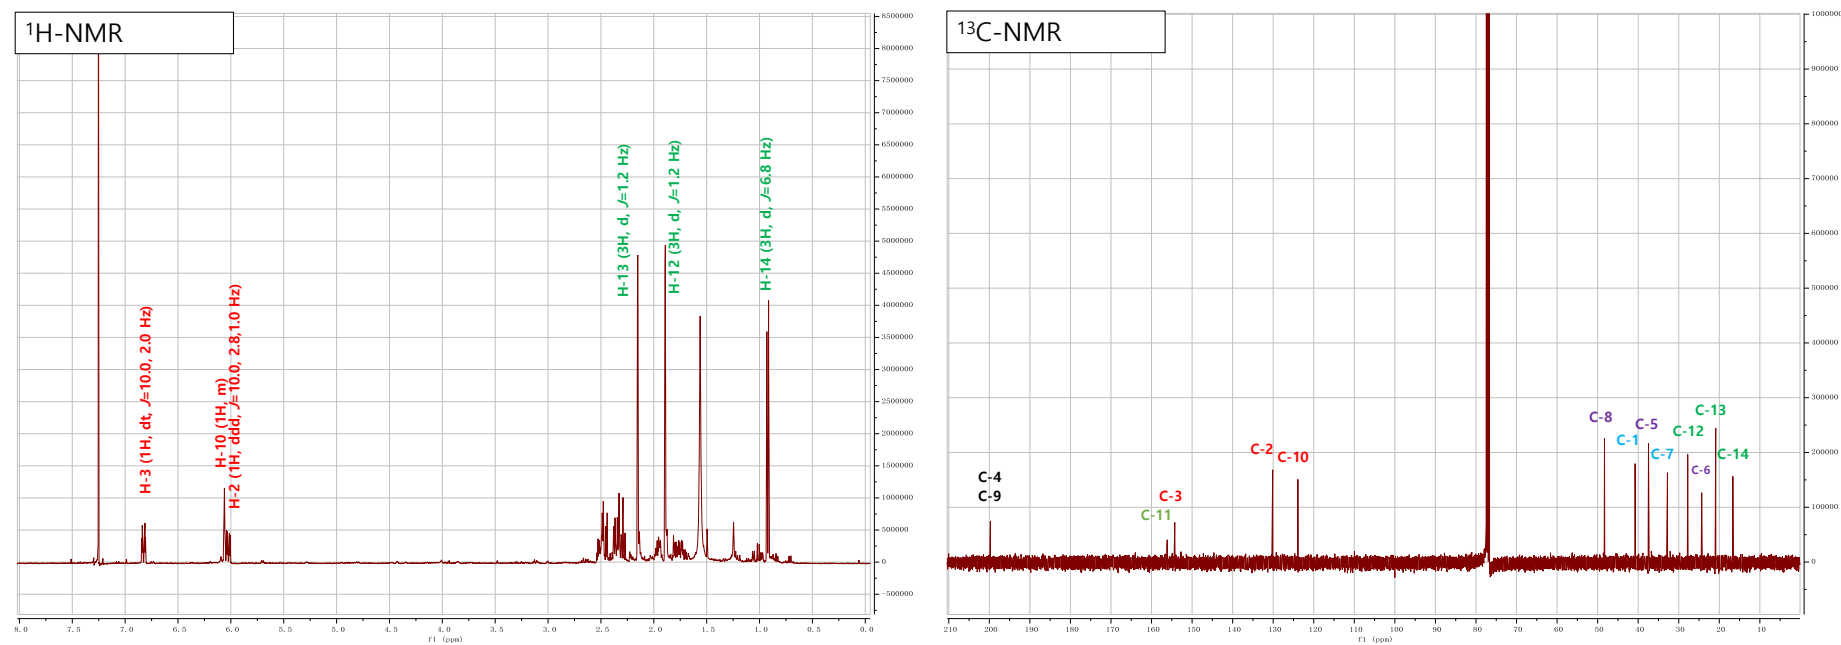 ¹H-NMR
H-3 (1H, dt, J=10.0, 2.0 Hz)
H-10 (1H, m)
H-2 (1H, ddd, J=10.0, 2.8,1.0 Hz)
H-13 (3H, d, J=1.2 Hz)
H-12 (3H, d, J=1.2 Hz)
H-14 (3H, d, J=6.8 Hz)
8500000
8000000
7500000
7000000
6500000
6000000
5500000
5000000
4500000
4000000
3500000
3000000
2500000
2000000
1500000
1000000
500000
0
-500000
8.0 7.5 7.0 6.5 6.0 5.5 5.0 4.5 4.0 3.5 3.0 2.5 2.0 1.5 1.0 0.5 0.0
f1 (ppm)
¹³C-NMR
C-4
C-9
C-11
C-3
C-2
C-10
C-8
C-1
C-5
C-7
C-12
C-6
C-13
C-14
1000000
900000
800000
700000
600000
500000
400000
300000
200000
100000
0
210 200 190 180 170 160 150 140 130 120 110 100 90 80 70 60 50 40 30 20 10
f1 (ppm)